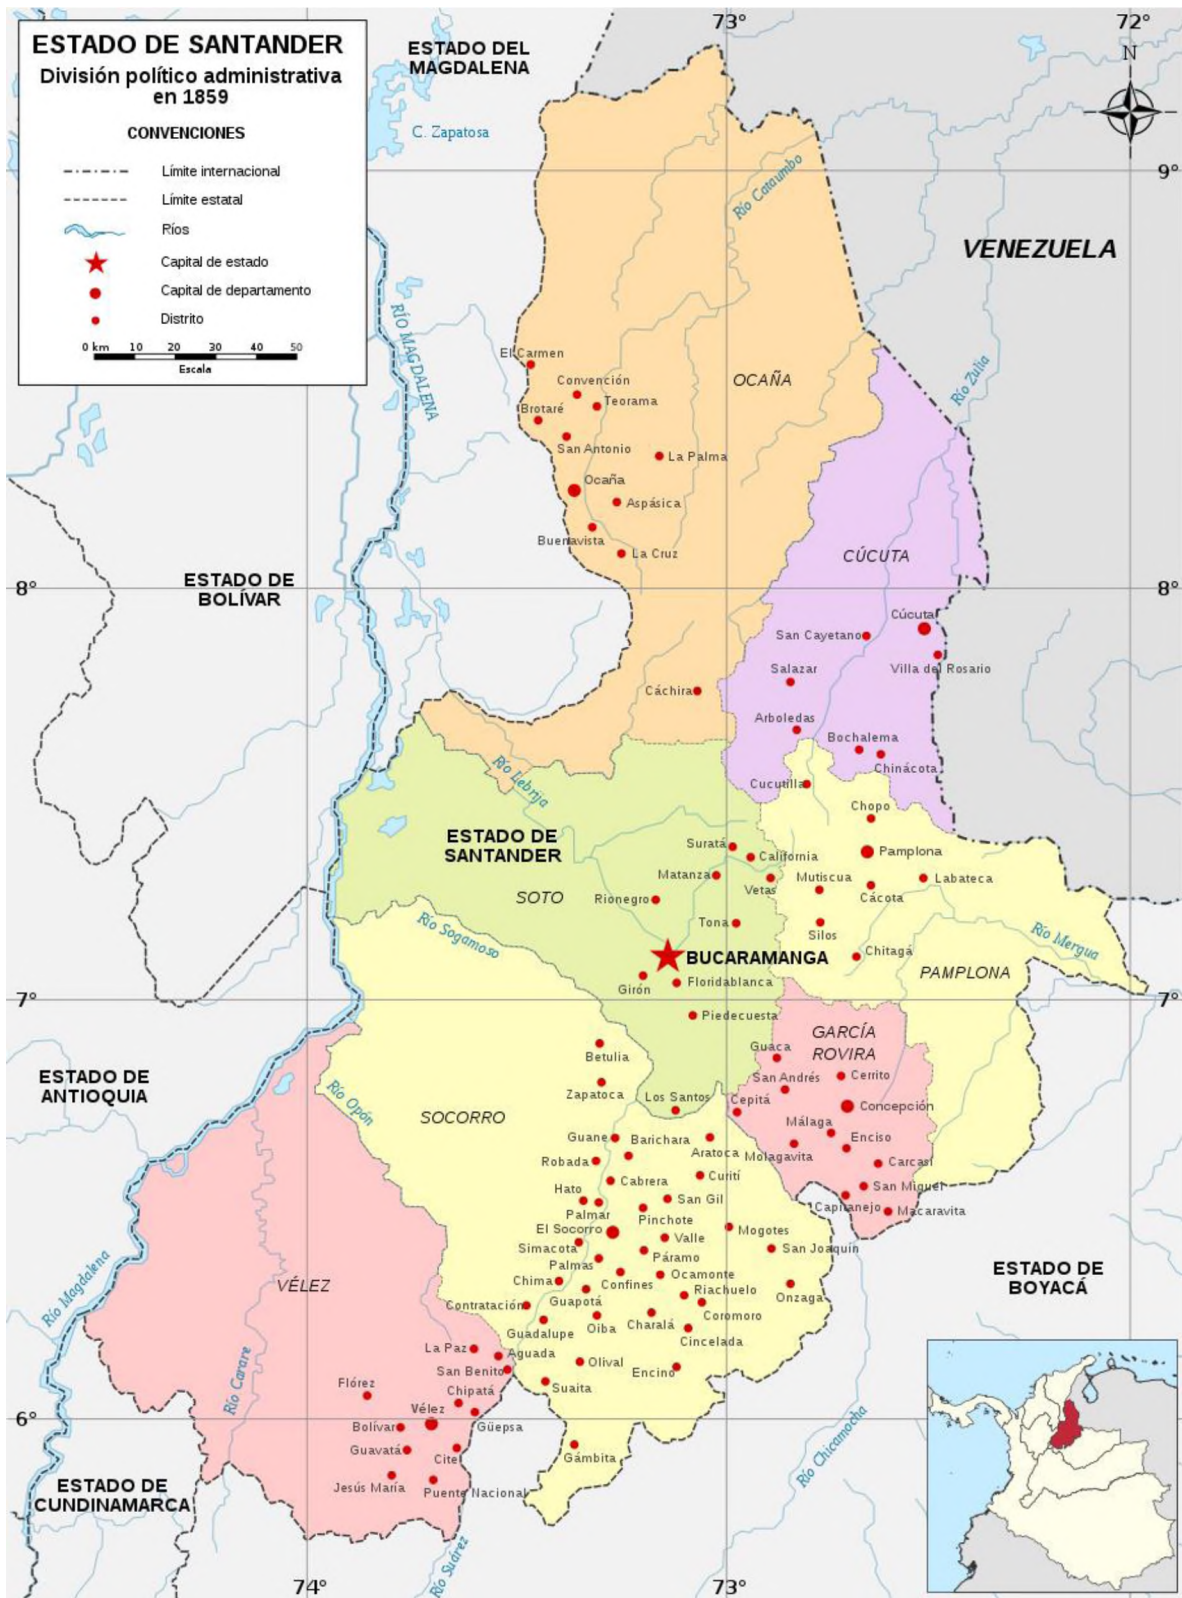 ESTADO DE SANTANDER
División político administrativa
en 1859
CONVENCIONES
Límite internacional
Límite estatal
Ríos
Capital de estado
Capital de departamento
Distrito
0 km 10 20 30 40 50
Escala
73°
72°
N
ESTADO DEL
MAGDALENA
C. Zapatosa
9°
9°
Río Cataumbo
VENEZUELA
RÍO MAGDALENA
El Carmen
OCAÑA
Río Zulia
Convención
Teorama
Brotaré
San Antonio
La Palma
Ocaña
Aspásica
Buenavista
La Cruz
CÚCUTA
ESTADO DE
BOLÍVAR
8°
8°
Cúcuta
San Cayetano
Villa del Rosario
Salazar
Cáchira
Arboledas
Bochalema
Chinácota
Río Lebrija
Cucutilla
Chopo
ESTADO DE
SANTANDER
Suratá
California
Pamplona
Matanza
Vetas
Mutiscua
Labateca
Cácota
SOTO
Rionegro
Tona
Silos
Río Sogamoso
Río Mergua
BUCARAMANGA
Chitagá
PAMPLONA
Girón
Floridablanca
7°
7°
Piedecuesta
GARCÍA
ROVIRA
Betulia
Guaca
ESTADO DE
ANTIOQUIA
San Andrés
Cerrito
Zapatoca
Río Opón
Los Santos
Cepitá
Concepción
SOCORRO
Málaga
Guane
Barichara
Aratoca
Enciso
Molagavita
Robada
Carcasí
Curití
Cabrera
San Miguel
Hato
San Gil
Palmar
Capitanejo
Macaravita
Pinchote
El Socorro
Mogotes
Valle
Simacota
San Joaquín
Páramo
Palmas
Ocamonte
Chima
Confines
Riachuelo
Onzaga
ESTADO DE
BOYACÁ
VÉLEZ
Río Magdalena
Guapotá
Contratación
Coromoro
Charalá
Oiba
Guadalupe
Cincelada
La Paz
Aguada
Olival
San Benito
Encino
Río Carare
Flórez
Chipatá
Suaita
Vélez
6°
6°
Bolívar
Güepsa
Guavatá
Cite
Gámbita
Río Chicamocha
Jesús María
Puente Nacional
ESTADO DE
CUNDINAMARCA
Río Suárez
74°
73°